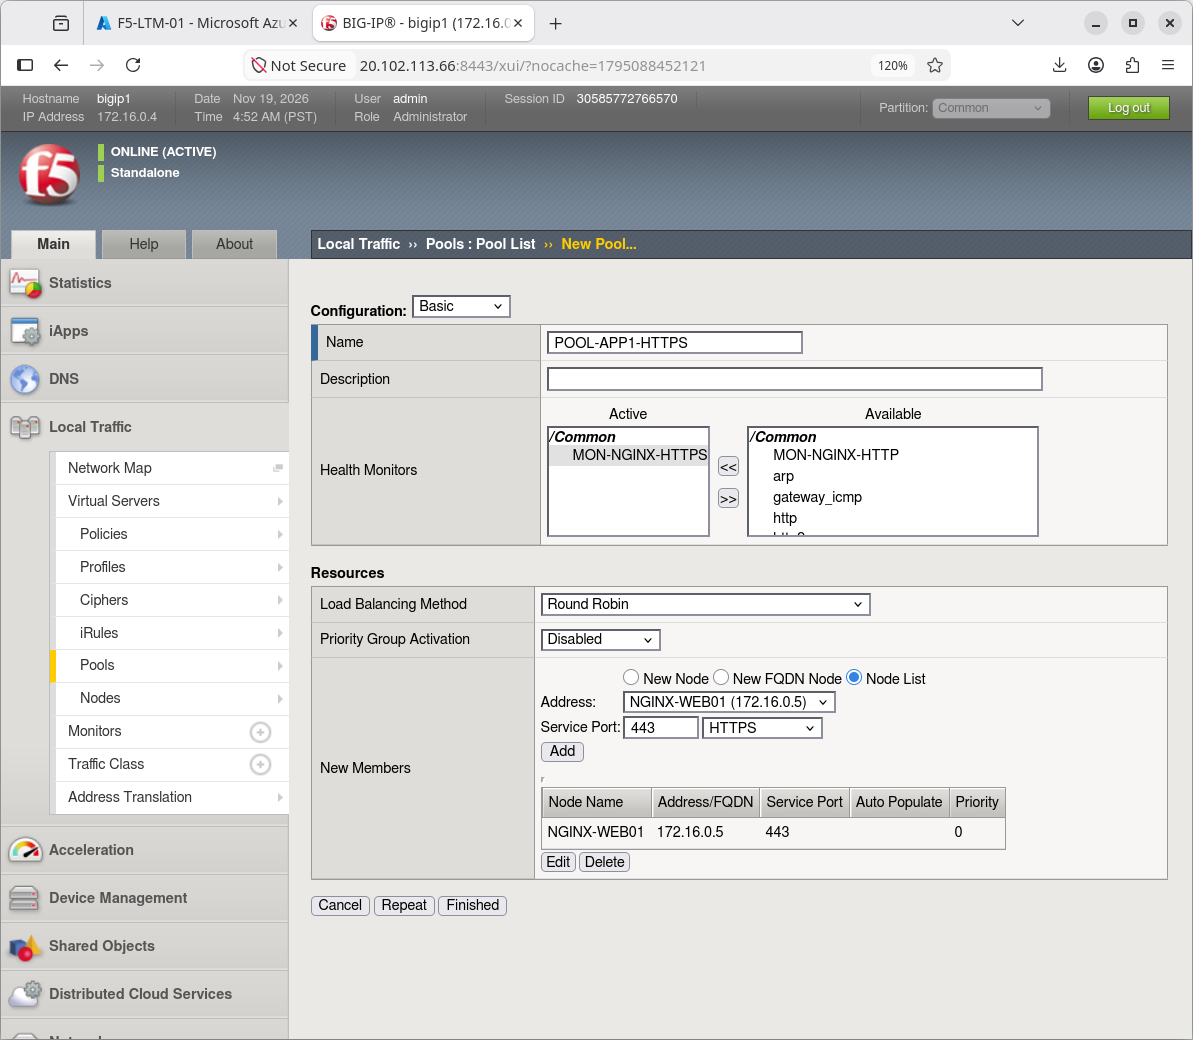 F5-LTM-01 - Microsoft Azu
BIG-IP® - bigip1 (172.16.0
Not Secure 20.102.113.66:8443/xui/?nocache=1795088452121 120%
Hostname bigip1 Date Nov 19, 2026 User admin Session ID 30585772766570
IP Address 172.16.0.4 Time 4:52 AM (PST) Role Administrator
Partition: Common Log out
f5
ONLINE (ACTIVE)
Standalone
Main Help About
Local Traffic ›› Pools : Pool List ›› New Pool...
Statistics
iApps
DNS
Local Traffic
Network Map
Virtual Servers
Policies
Profiles
Ciphers
iRules
Pools
Nodes
Monitors
Traffic Class
Address Translation
Acceleration
Device Management
Shared Objects
Distributed Cloud Services
Configuration: Basic
Name POOL-APP1-HTTPS
Description
Health Monitors
Active Available
/Common
MON-NGINX-HTTPS
<<
>>
/Common
MON-NGINX-HTTP
arp
gateway_icmp
http
Resources
Load Balancing Method Round Robin
Priority Group Activation Disabled
New Members
New Node New FQDN Node Node List
Address: NGINX-WEB01 (172.16.0.5)
Service Port: 443 HTTPS
Add
r
Node Name Address/FQDN Service Port Auto Populate Priority
NGINX-WEB01 172.16.0.5 443 0
Edit Delete
Cancel Repeat Finished